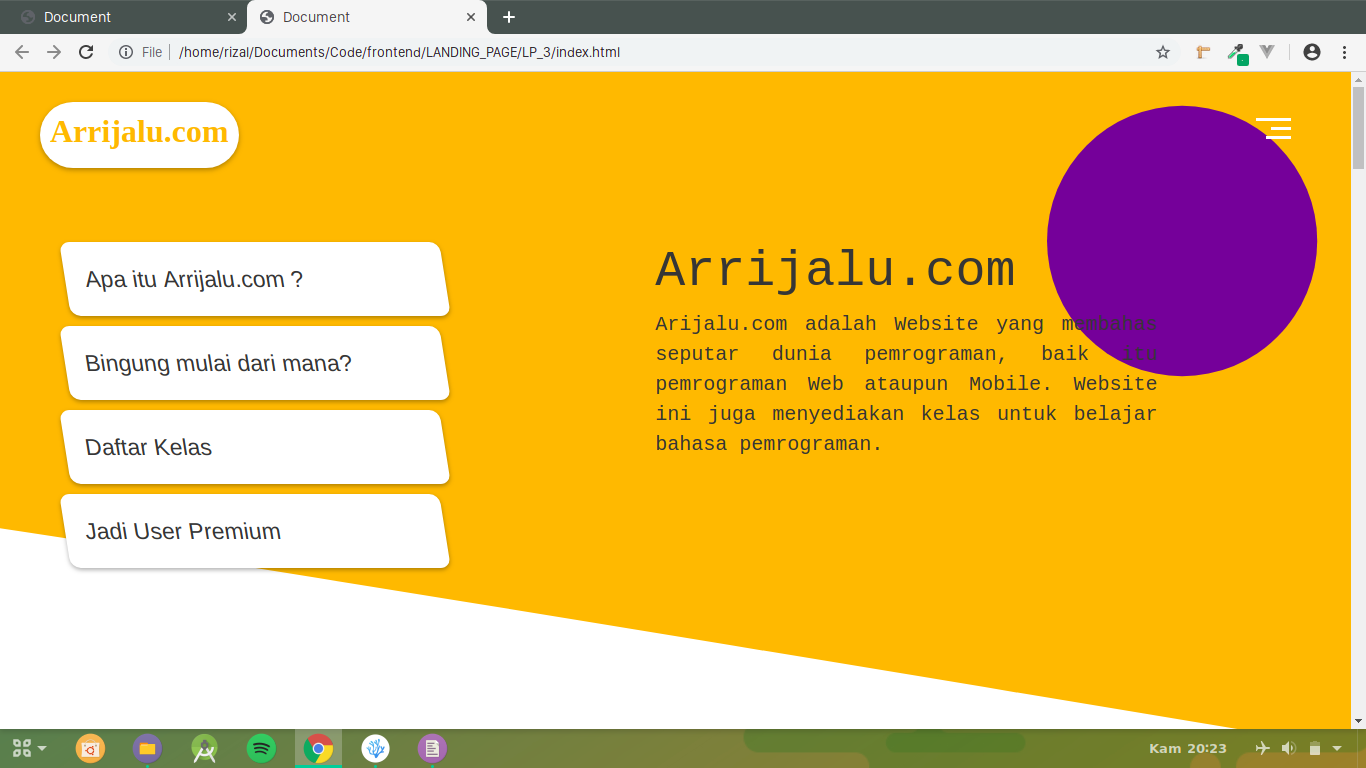 Document
Document
File
/home/rizal/Documents/Code/frontend/LANDING_PAGE/LP_3/index.html
Arrijalu.com
Apa itu Arrijalu.com ?
Bingung mulai dari mana?
Daftar Kelas
Jadi User Premium
Arrijalu.com
Arijalu.com adalah Website yang membahas
seputar dunia pemrograman, baik itu
pemrograman Web ataupun Mobile. Website
ini juga menyediakan kelas untuk belajar
bahasa pemrograman.
Kam 20:23